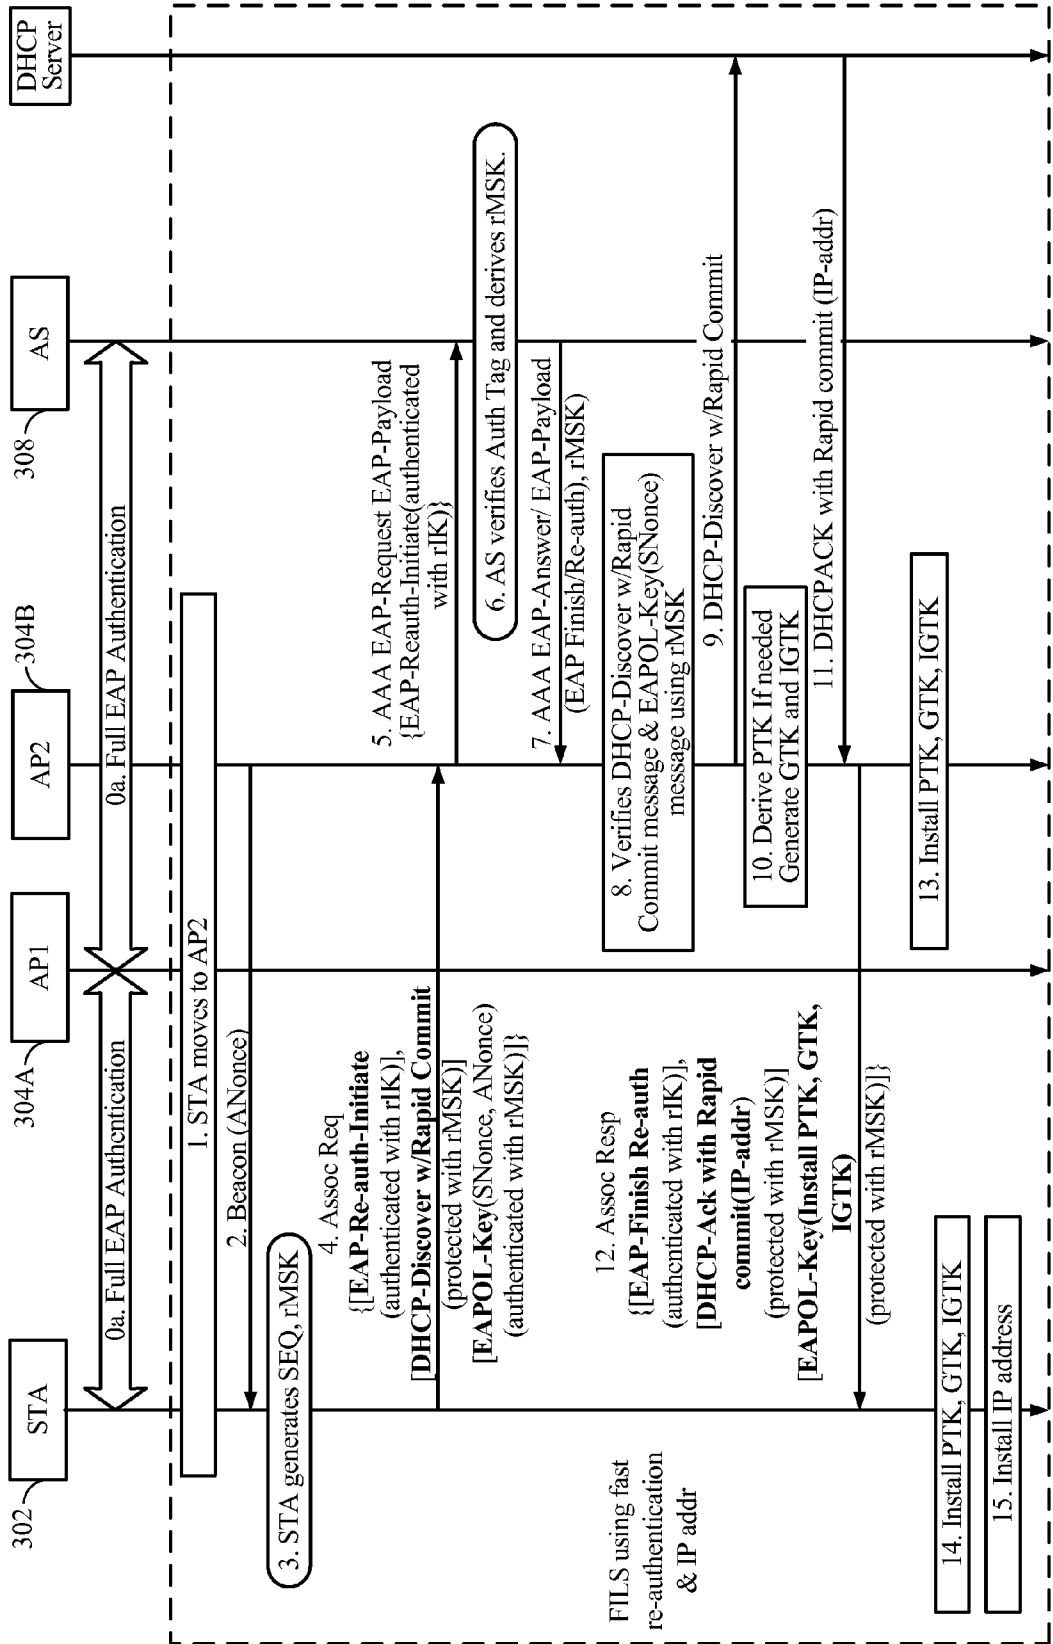 302
STA
304A
AP1
AP2
304B
308
AS
DHCP
Server
0a. Full EAP Authentication
0a. Full EAP Authentication
1. STA moves to AP2
2. Beacon (ANonce)
3. STA generates SEQ, rMSK
4. Assoc Req
{[EAP-Re-auth-Initiate
(authenticated with rIK)],
[DHCP-Discover w/Rapid Commit
(protected with rMSK)]
[EAPOL-Key(SNonce, ANonce)
(authenticated with rMSK)]}
5. AAA EAP-Request EAP-Payload
{EAP-Reauth-Initiate(authenticated
with rIK)}
6. AS verifies Auth Tag and derives rMSK.
7. AAA EAP-Answer/ EAP-Payload
(EAP Finish/Re-auth), rMSK)
8. Verifies DHCP-Discover w/Rapid
Commit message & EAPOL-Key(SNonce)
message using rMSK
9. DHCP-Discover w/Rapid Commit
10. Derive PTK If needed
Generate GTK and IGTK
11. DHCPACK with Rapid commit (IP-addr)
FILS using fast
re-authentication
& IP addr
12. Assoc Resp
{[EAP-Finish Re-auth
(authenticated with rIK)],
[DHCP-Ack with Rapid
commit(IP-addr)
(protected with rMSK)]
[EAPOL-Key(Install PTK, GTK,
IGTK)
(protected with rMSK)]}
13. Install PTK, GTK, IGTK
14. Install PTK, GTK, IGTK
15. Install IP address